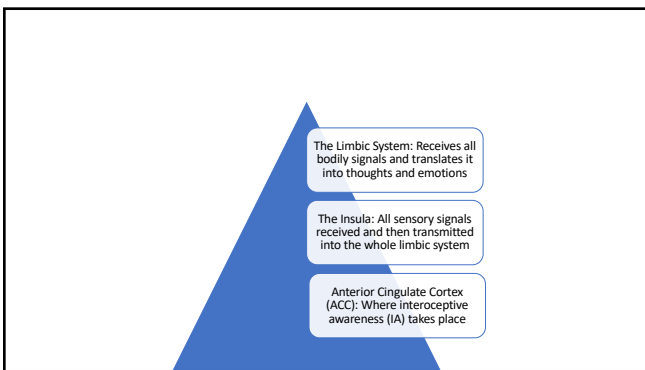 The Limbic System: Receives all
bodily signals and translates it
into thoughts and emotions
The Insula: All sensory signals
received and then transmitted
into the whole limbic system
Anterior Cingulate Cortex
(ACC): Where interoceptive
awareness (IA) takes place